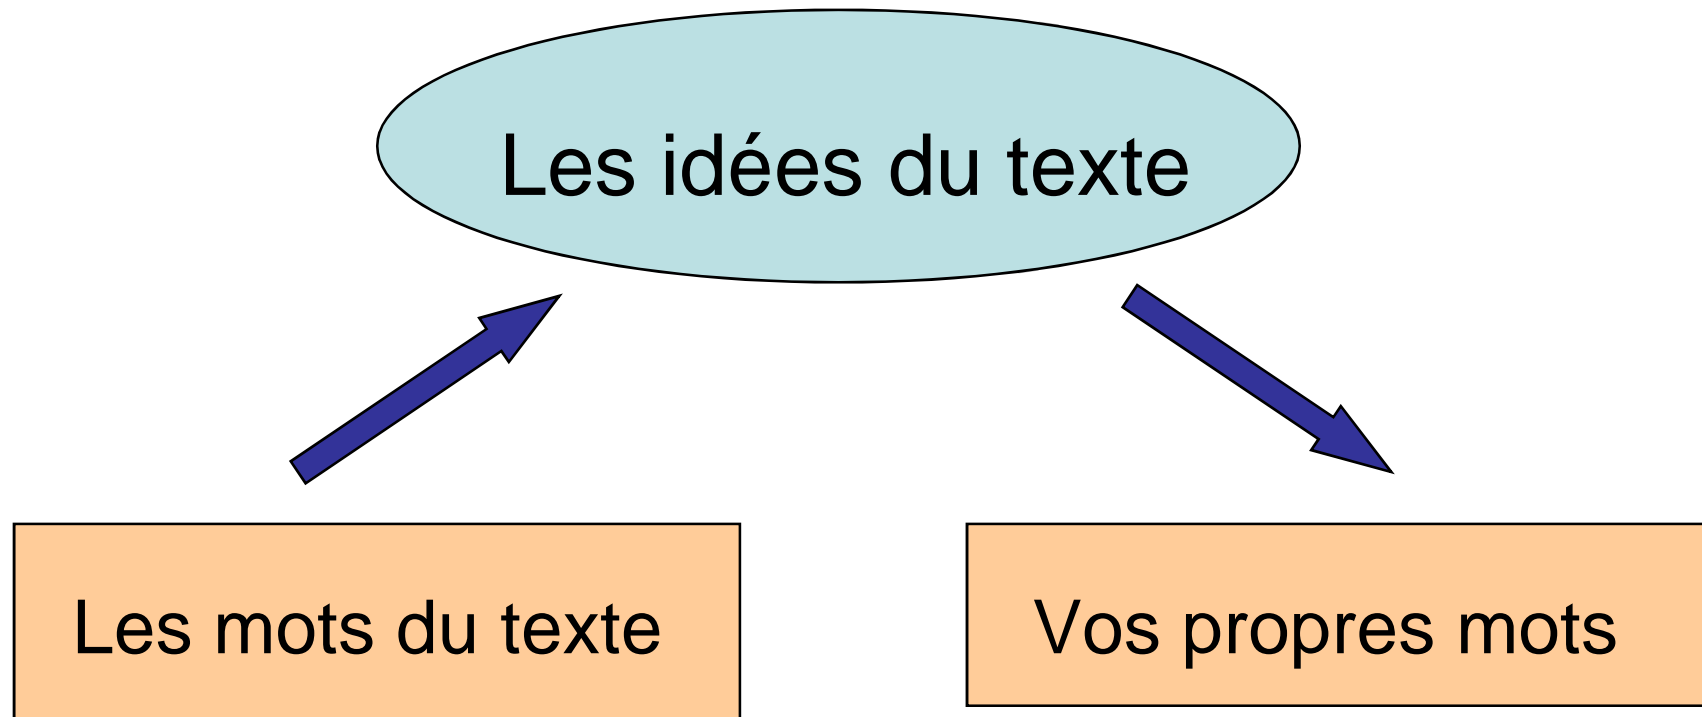 Les idées du texte
Les mots du texte
Vos propres mots